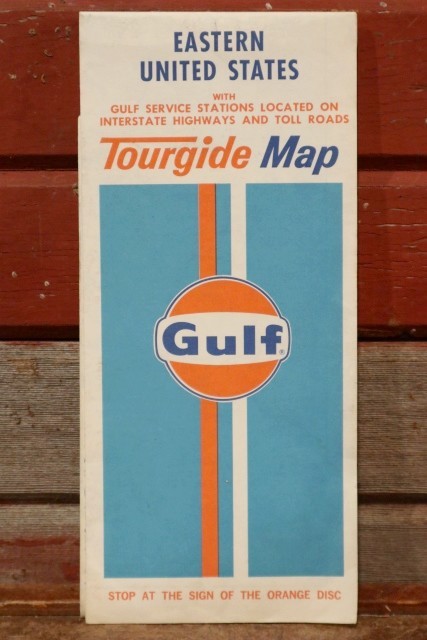 EASTERN
UNITED STATES
WITH
GULF SERVICE STATIONS LOCATED ON
INTERSTATE HIGHWAYS AND TOLL ROADS
Tourgide Map
Gulf®
STOP AT THE SIGN OF THE ORANGE DISC